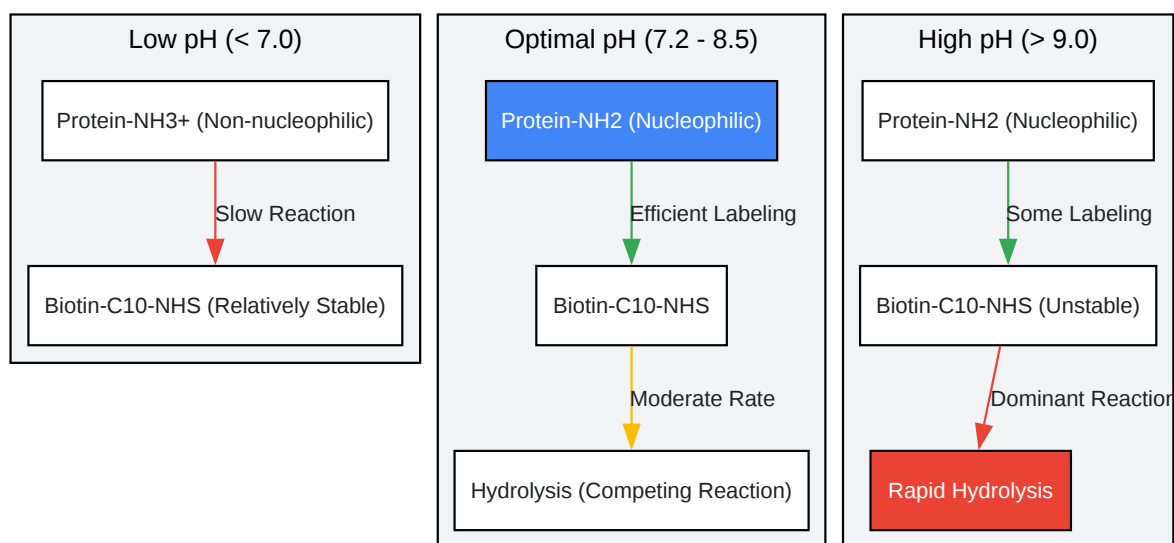 Low pH (< 7.0)
Protein-NH3+ (Non-nucleophilic)
Slow Reaction
Biotin-C10-NHS (Relatively Stable)
Optimal pH (7.2 - 8.5)
Protein-NH2 (Nucleophilic)
Efficient Labeling
Biotin-C10-NHS
Moderate Rate
Hydrolysis (Competing Reaction)
High pH (> 9.0)
Protein-NH2 (Nucleophilic)
Some Labeling
Biotin-C10-NHS (Unstable)
Dominant Reaction
Rapid Hydrolysis